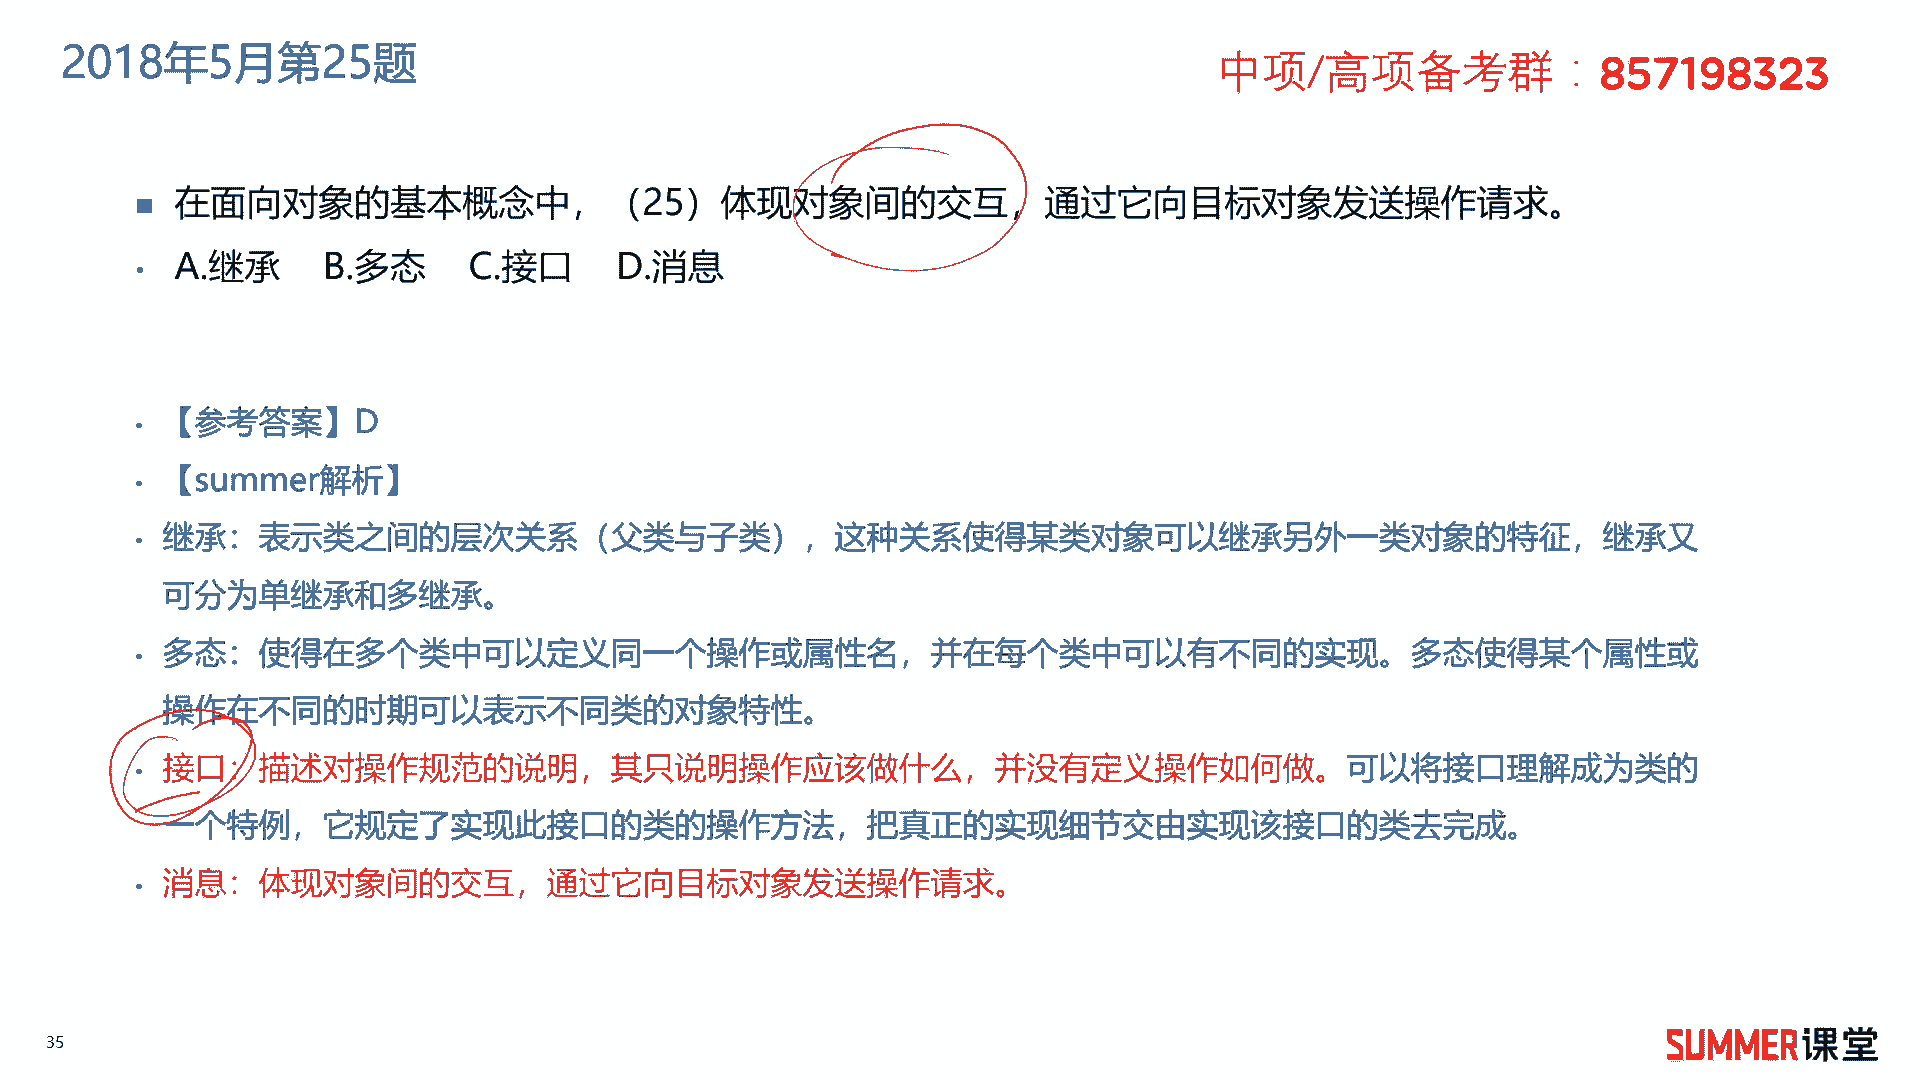 2018年5月第25题
中项/高项备考群：857198323
■ 在面向对象的基本概念中，（25）体现对象间的交互，通过它向目标对象发送操作请求。
• A.继承 B.多态 C.接口 D.消息
• 【参考答案】D
• 【summer解析】
• 继承：表示类之间的层次关系（父类与子类），这种关系使得某类对象可以继承另外一类对象的特征，继承又
可分为单继承和多继承。
• 多态：使得在多个类中可以定义同一个操作或属性名，并在每个类中可以有不同的实现。多态使得某个属性或
操作在不同的时期可以表示不同类的对象特性。
• 接口：描述对操作规范的说明，其只说明操作应该做什么，并没有定义操作如何做。可以将接口理解成为类的
一个特例，它规定了实现此接口的类的操作方法，把真正的实现细节交由实现该接口的类去完成。
• 消息：体现对象间的交互，通过它向目标对象发送操作请求。
35
SUMMER课堂